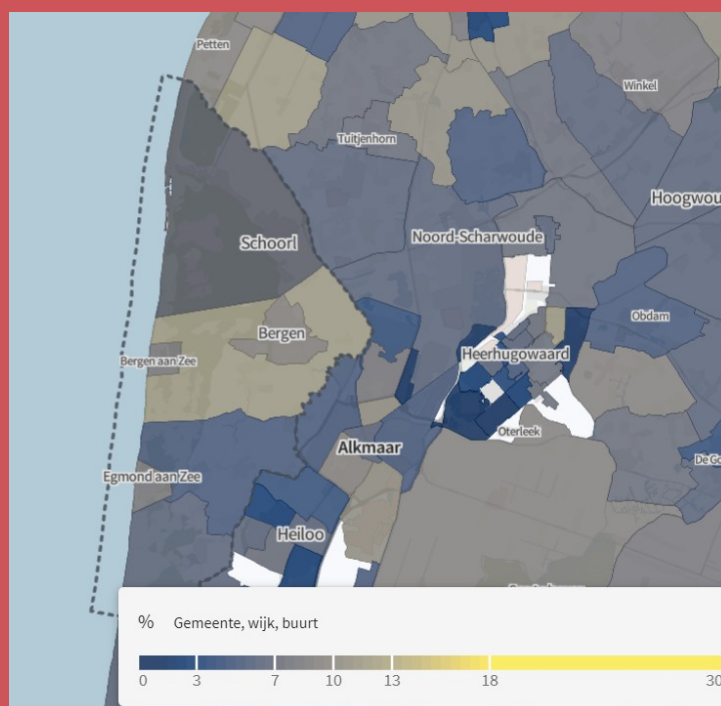 Petten
Winkel
Tuitjenhorn
Hoogwou
Schoorl
Noord-Scharwoude
Obdam
Bergen
Heerhugowaard
Bergen aan Zee
Oterleek
Alkmaar
De Go
Egmond aan Zee
Heiloo
% Gemeente, wijk, buurt
0 3 7 10 13 18 30